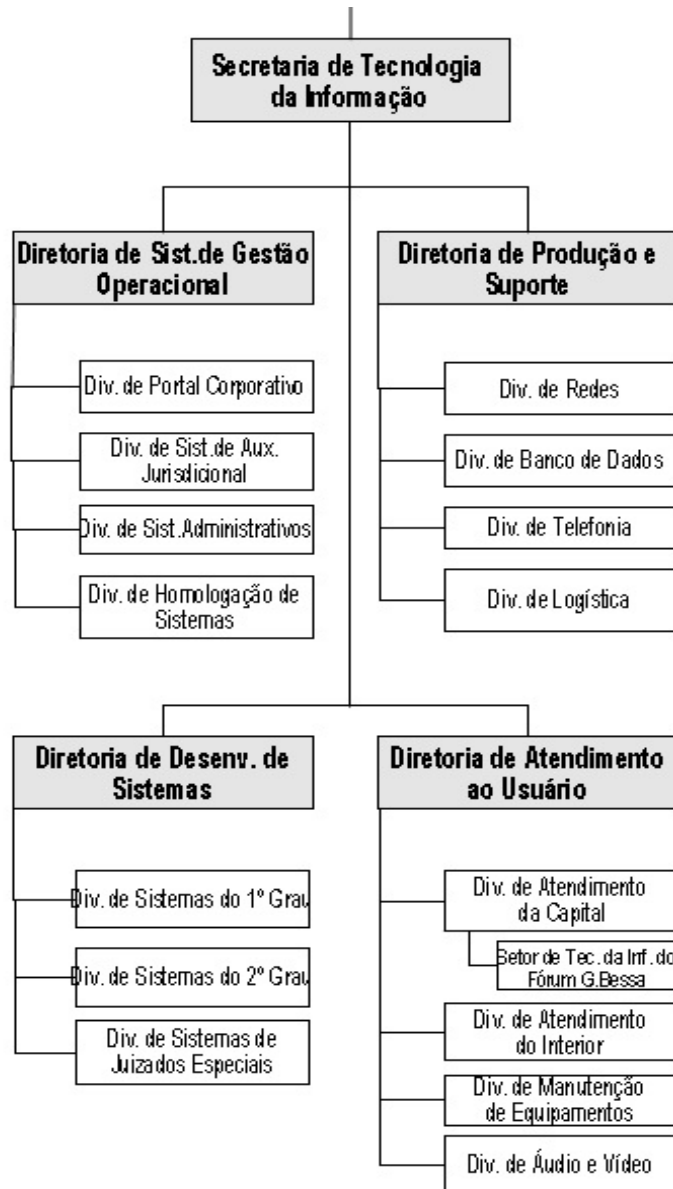 Secretaria de Tecnologia
da Informação
Diretoria de Sist.de Gestão
Operacional
Div. de Portal Corporativo
Div. de Sist.de Aux.
Jurisdicional
Div. de Sist.Administrativos
Div. de Homologação de
Sistemas
Diretoria de Produção e
Suporte
Div. de Redes
Div. de Banco de Dados
Div. de Telefonia
Div. de Logística
Diretoria de Desenv. de
Sistemas
Div. de Sistemas do 1º Grau
Div. de Sistemas do 2º Grau
Div. de Sistemas de
Juizados Especiais
Diretoria de Atendimento
ao Usuário
Div. de Atendimento
da Capital
Setor de Tec.da Inf.do
Fórum G.Bessa
Div. de Atendimento
do Interior
Div. de Manutenção
de Equipamentos
Div. de Áudio e Vídeo